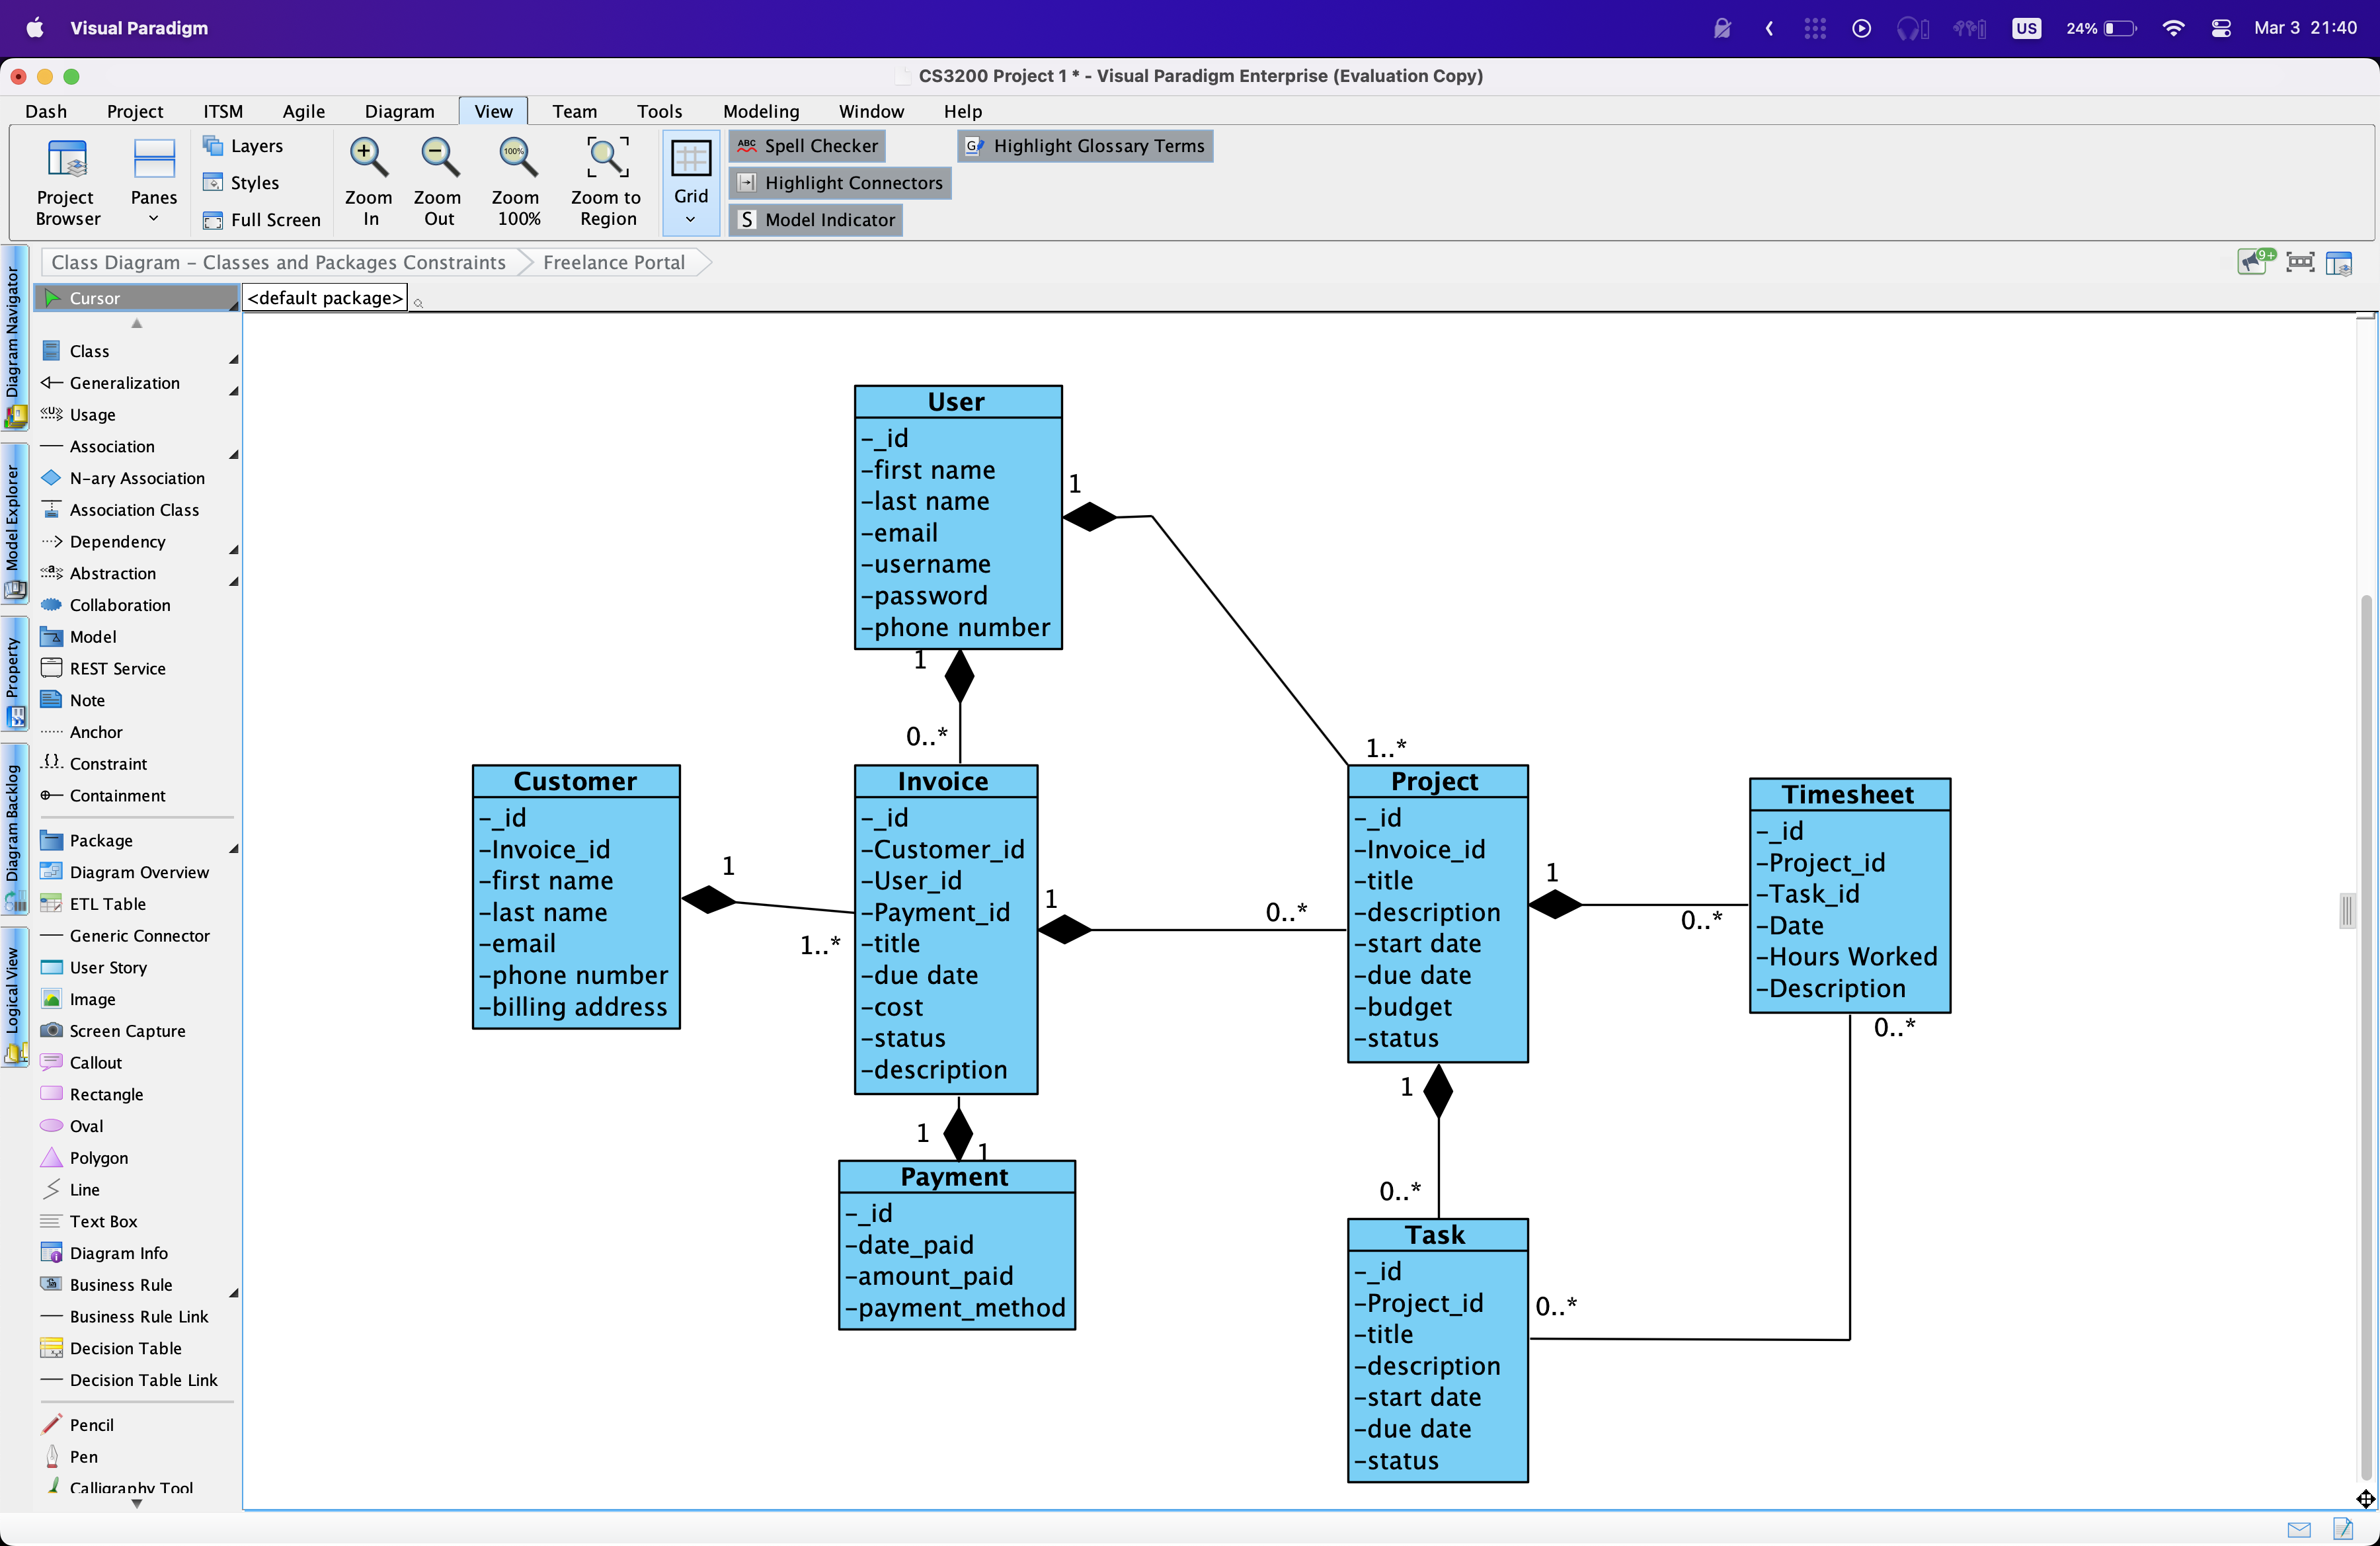 Visual Paradigm
US
24%
Mar 3 21:40
CS3200 Project 1 * - Visual Paradigm Enterprise (Evaluation Copy)
Dash Project ITSM Agile Diagram View Team Tools Modeling Window Help
Project Browser
Panes
Layers
Styles
Full Screen
Zoom In
Zoom Out
100%
Zoom 100%
Zoom to Region
Grid
ABC Spell Checker
Highlight Connectors
S Model Indicator
G Highlight Glossary Terms
Class Diagram - Classes and Packages Constraints
Freelance Portal
9+
Diagram Navigator
Model Explorer
Property
Diagram Backlog
Logical View
Cursor
<default package>
Class
Generalization
«U» Usage
Association
N-ary Association
Association Class
Dependency
«a» Abstraction
Collaboration
Model
REST Service
Note
Anchor
{} Constraint
Containment
Package
Diagram Overview
ETL Table
Generic Connector
User Story
Image
Screen Capture
Callout
Rectangle
Oval
Polygon
Line
Text Box
Diagram Info
Business Rule
Business Rule Link
Decision Table
Decision Table Link
Pencil
Pen
Calligraphy Tool
User
-_id
-first name
-last name
-email
-username
-password
-phone number
1
1
0..*
1..*
Customer
-_id
-Invoice_id
-first name
-last name
-email
-phone number
-billing address
1
1..*
Invoice
-_id
-Customer_id
-User_id
-Payment_id
-title
-due date
-cost
-status
-description
1
0..*
1
1
Payment
-_id
-date_paid
-amount_paid
-payment_method
Project
-_id
-Invoice_id
-title
-description
-start date
-due date
-budget
-status
1
0..*
1
0..*
Timesheet
-_id
-Project_id
-Task_id
-Date
-Hours Worked
-Description
0..*
0..*
Task
-_id
-Project_id
-title
-description
-start date
-due date
-status